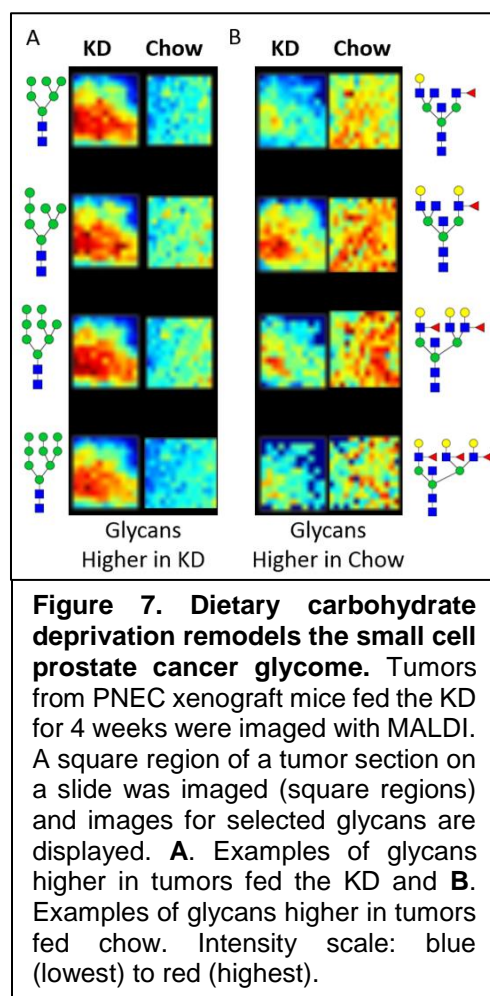 A KD Chow B KD Chow
Glycans Glycans
Higher in KD Higher in Chow
Figure 7. Dietary carbohydrate
deprivation remodels the small cell
prostate cancer glycome. Tumors
from PNEC xenograft mice fed the KD
for 4 weeks were imaged with MALDI.
A square region of a tumor section on
a slide was imaged (square regions)
and images for selected glycans are
displayed. A. Examples of glycans
higher in tumors fed the KD and B.
Examples of glycans higher in tumors
fed chow. Intensity scale: blue
(lowest) to red (highest).